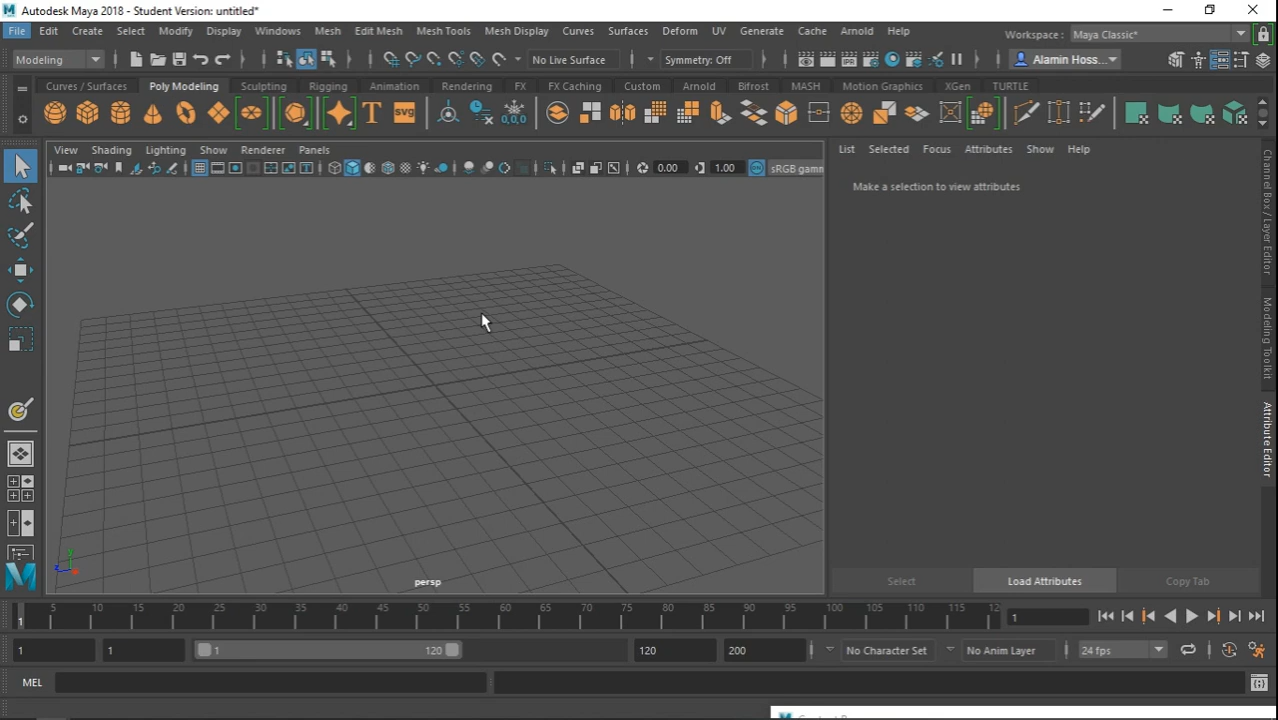 Autodesk Maya 2018 - Student Version: untitled*
File Edit Create Select Modify Display Windows Mesh Edit Mesh Mesh Tools Mesh Display Curves Surfaces Deform UV Generate Cache Arnold Help Workspace : Maya Classic*
Modeling No Live Surface Symmetry: Off IPR Alamin Hoss...
Curves / Surfaces Poly Modeling Sculpting Rigging Animation Rendering FX FX Caching Custom Arnold Bifrost MASH Motion Graphics XGen TURTLE
T SVG 0,0,0
View Shading Lighting Show Renderer Panels
0.00 1.00 sRGB gamm
List Selected Focus Attributes Show Help
Make a selection to view attributes
Channel Box / Layer Editor
Modeling Toolkit
Attribute Editor
persp
Select Load Attributes Copy Tab
1 5 10 15 20 25 30 35 40 45 50 55 60 65 70 75 80 85 90 95 100 105 110 115 12 1
1 1 1 120 120 200 No Character Set No Anim Layer 24 fps
MEL